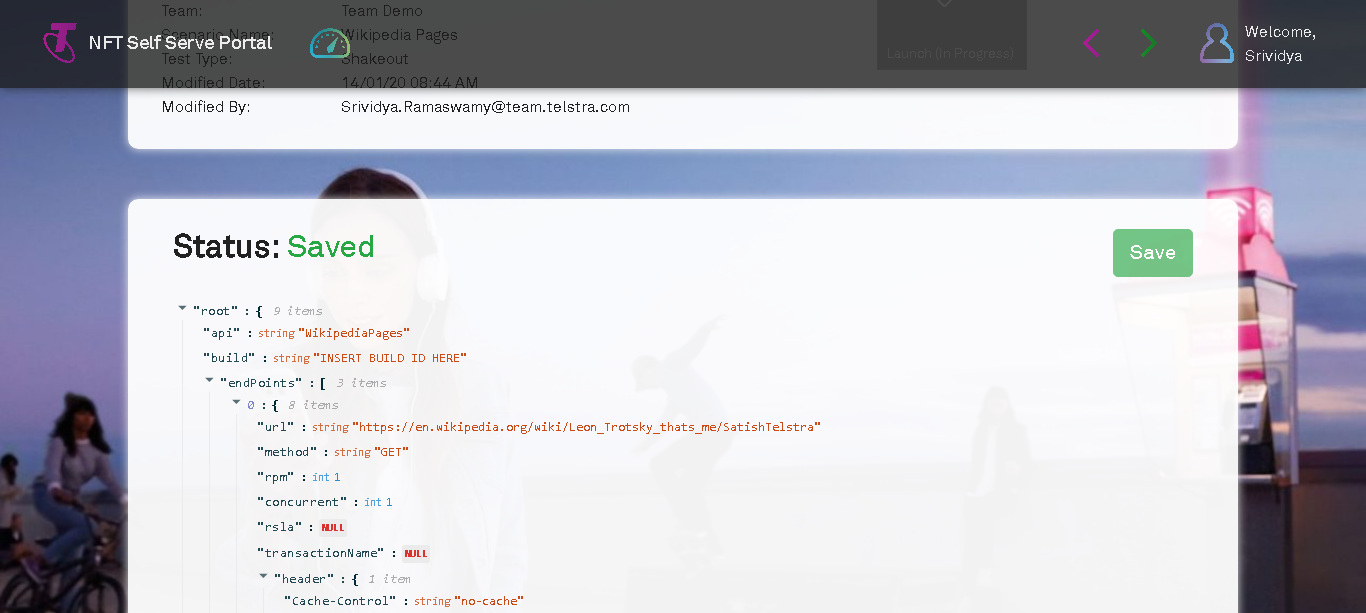 Team: Team Demo
NFT Self Serve Portal
Scenario Name: Wikipedia Pages
Test Type: Shakeout
Modified Date: 14/01/20 08:44 AM
Launch (In Progress)
Welcome,
Srividya
Modified By: Srividya.Ramaswamy@team.telstra.com
Status: Saved
Save
"root" : { 9 items
"api" : string "WikipediaPages"
"build" : string "INSERT BUILD ID HERE"
"endPoints" : [ 3 items
0 : { 8 items
"url" : string "https://en.wikipedia.org/wiki/Leon_Trotsky_thats_me/SatishTelstra"
"method" : string "GET"
"rpm" : int 1
"concurrent" : int 1
"rsla" : NULL
"transactionName" : NULL
"header" : { 1 item
"Cache-Control" : string "no-cache"